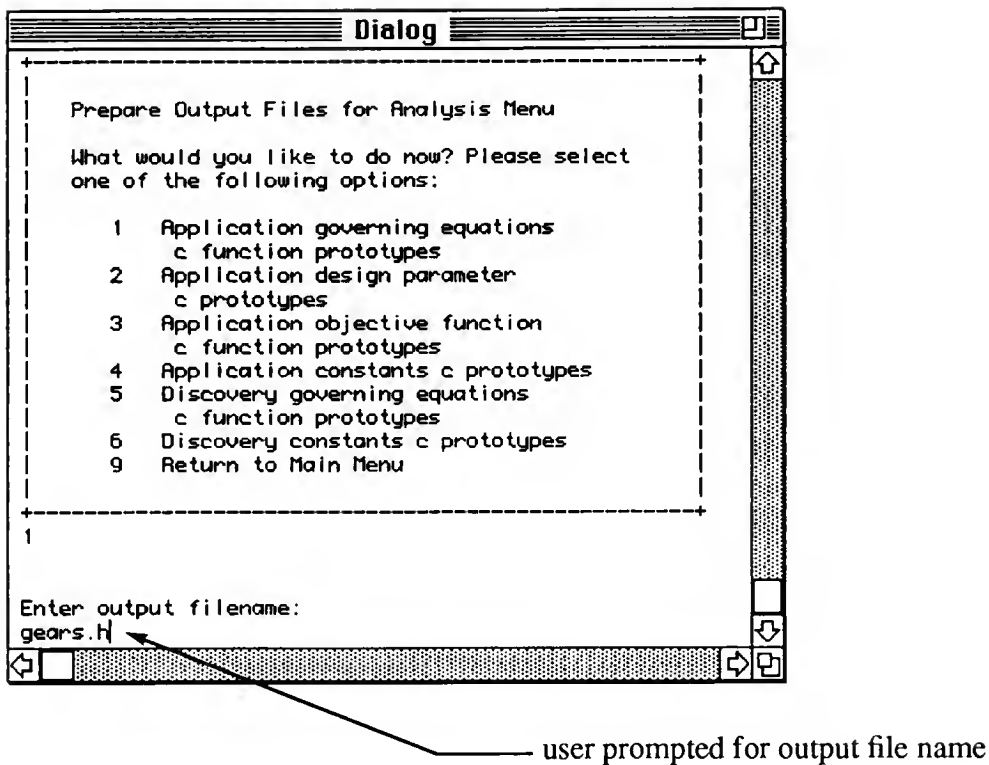 Dialog
Prepare Output Files for Analysis Menu
What would you like to do now? Please select
one of the following options:
1 Application governing equations
c function prototypes
2 Application design parameter
c prototypes
3 Application objective function
c function prototypes
4 Application constants c prototypes
5 Discovery governing equations
c function prototypes
6 Discovery constants c prototypes
9 Return to Main Menu
1
Enter output filename:
gears.h
user prompted for output file name